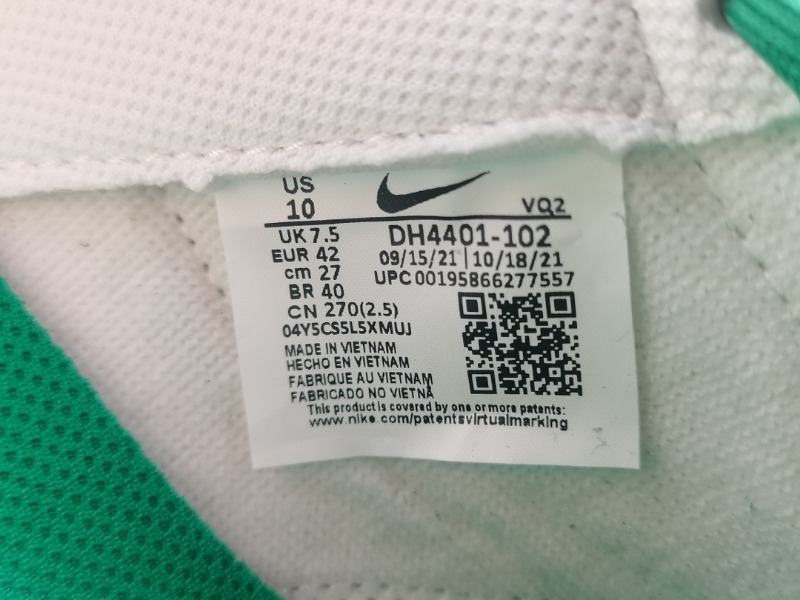 US
10
VQ2
UK 7.5
DH4401-102
EUR 42
09/15/21 | 10/18/21
cm 27
UPC 00195866277557
BR 40
CN 270(2.5)
04Y5CS5L5XMUJ
MADE IN VIETNAM
HECHO EN VIETNAM
FABRIQUE AU VIETNAM
FABRICADO NO VIETNÃ
This product is covered by one or more patents:
www.nike.com/patentsvirtualmarking